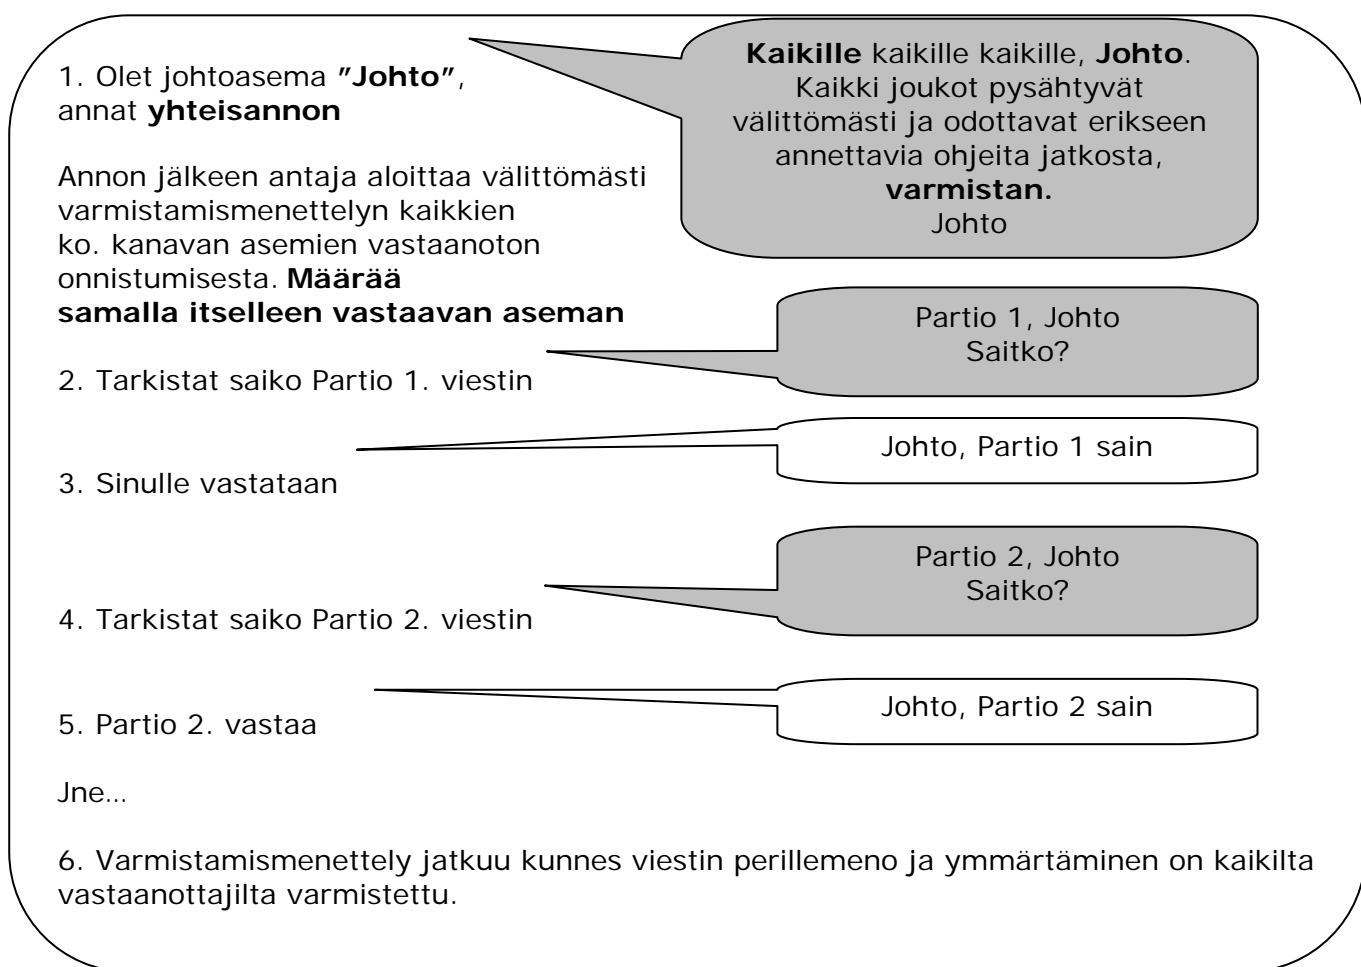 1. Olet johtoasema ”Johto”,
annat yhteisannon
Kaikille kaikille kaikille, Johto.
Kaikki joukot pysähtyvät
välittömästi ja odottavat erikseen
annettavia ohjeita jatkosta,
varmistan.
Johto
Annon jälkeen antaja aloittaa välittömästi
varmistamismenettelyn kaikkien
ko. kanavan asemien vastaanoton
onnistumisesta. Määrää
samalla itselleen vastaavan aseman
Partio 1, Johto
Saitko?
2. Tarkistat saiko Partio 1. viestin
Johto, Partio 1 sain
3. Sinulle vastataan
Partio 2, Johto
Saitko?
4. Tarkistat saiko Partio 2. viestin
Johto, Partio 2 sain
5. Partio 2. vastaa
Jne...
6. Varmistamismenettely jatkuu kunnes viestin perillemeno ja ymmärtäminen on kaikilta
vastaanottajilta varmistettu.